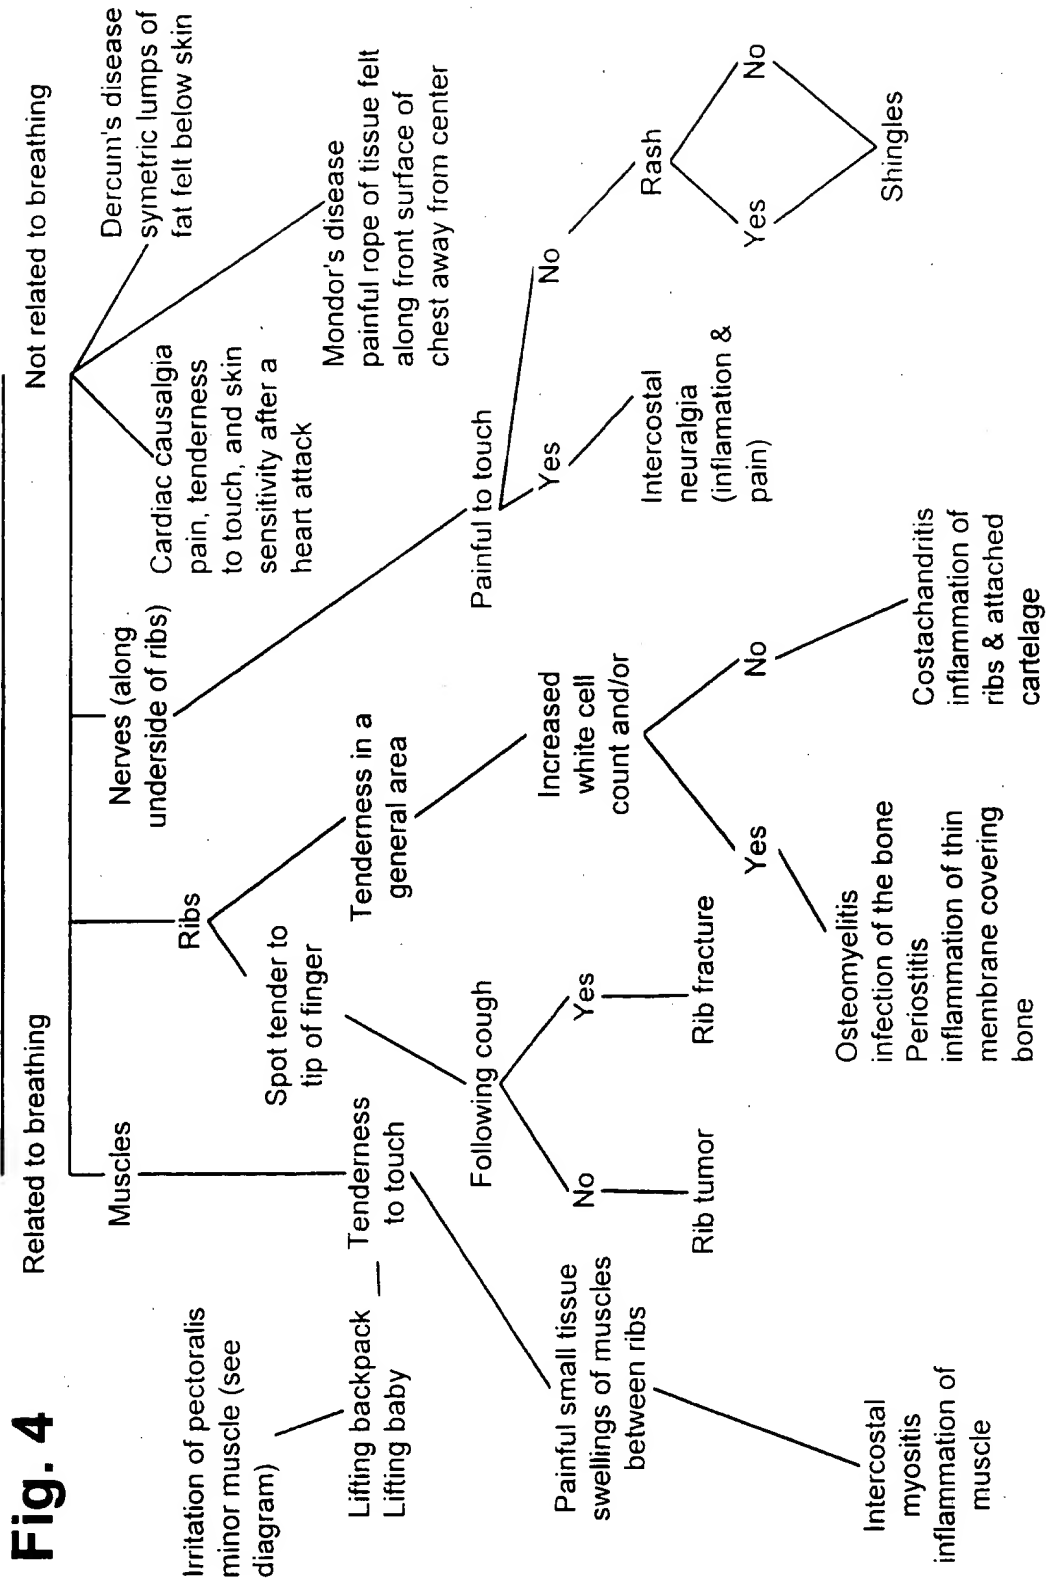 Fig. 4
Related to breathing
Not related to breathing
Muscles
Ribs
Nerves (along
underside of ribs)
Cardiac causalgia
pain, tenderness
to touch, and skin
sensitivity after a
heart attack
Dercum's disease
symetric lumps of
fat felt below skin
Mondor's disease
painful rope of tissue felt
along front surface of
chest away from center
Irritation of pectoralis
minor muscle (see
diagram)
Lifting backpack
Lifting baby
Tenderness
to touch
Spot tender to
tip of finger
Tenderness in a
general area
Painful to touch
Painful small tissue
swellings of muscles
between ribs
Following cough
No
Yes
Rib tumor
Rib fracture
Increased
white cell
count and/or
Yes
No
Yes
No
Intercostal
neuralgia
(inflamation &
pain)
Rash
Yes
No
Shingles
Intercostal
myositis
inflammation of
muscle
Osteomyelitis
infection of the bone
Periostitis
inflammation of thin
membrane covering
bone
Costachandritis
inflammation of
ribs & attached
cartelage